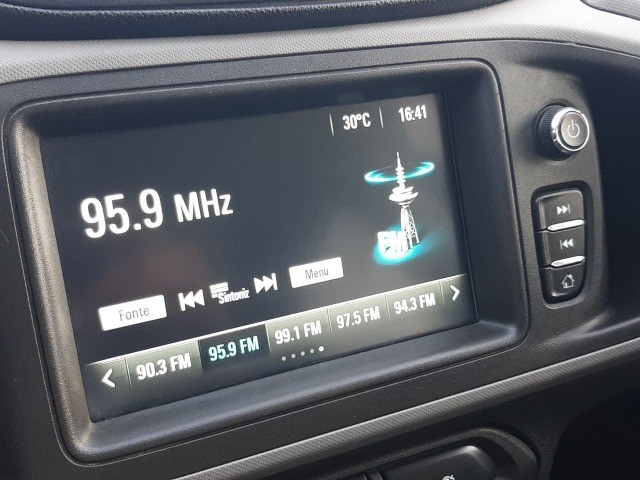 30°C 16:41
95.9 MHz
FM
Fonte Sintoniz Menu
90.3 FM 95.9 FM 99.1 FM 97.5 FM 94.3 FM